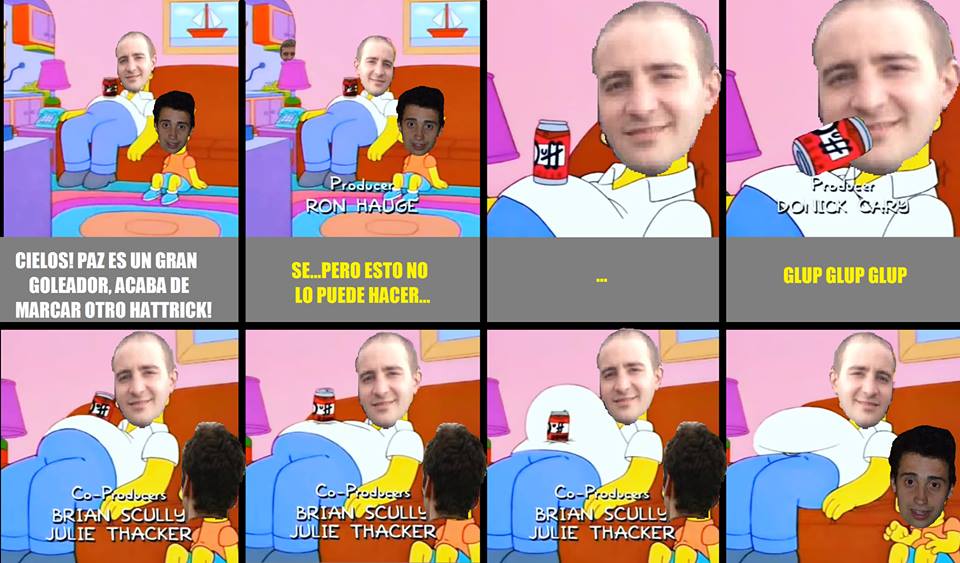 Producer
RON HAUGE
Duff
Producer
DONICK CARY
CIELOS! PAZ ES UN GRAN
GOLEADOR, ACABA DE
MARCAR OTRO HATTRICK!
SE...PERO ESTO NO
LO PUEDE HACER...
...
GLUP GLUP GLUP
Co-Producers
BRIAN SCULLY
JULIE THACKER
Co-Producers
BRIAN SCULLY
JULIE THACKER
Co-Producers
BRIAN SCULLY
JULIE THACKER